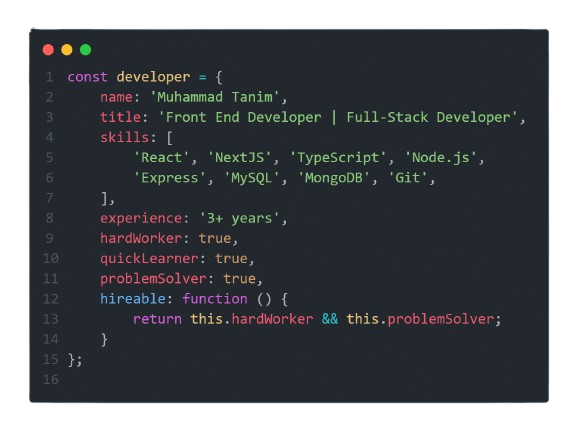 1 const developer = {
2 name: 'Muhammad Tanim',
3 title: 'Front End Developer | Full-Stack Developer',
4 skills: [
5 'React', 'NextJS', 'TypeScript', 'Node.js',
6 'Express', 'MySQL', 'MongoDB', 'Git',
7 ],
8 experience: '3+ years',
9 hardWorker: true,
10 quickLearner: true,
11 problemSolver: true,
12 hireable: function () {
13 return this.hardWorker && this.problemSolver;
14 }
15 };
16